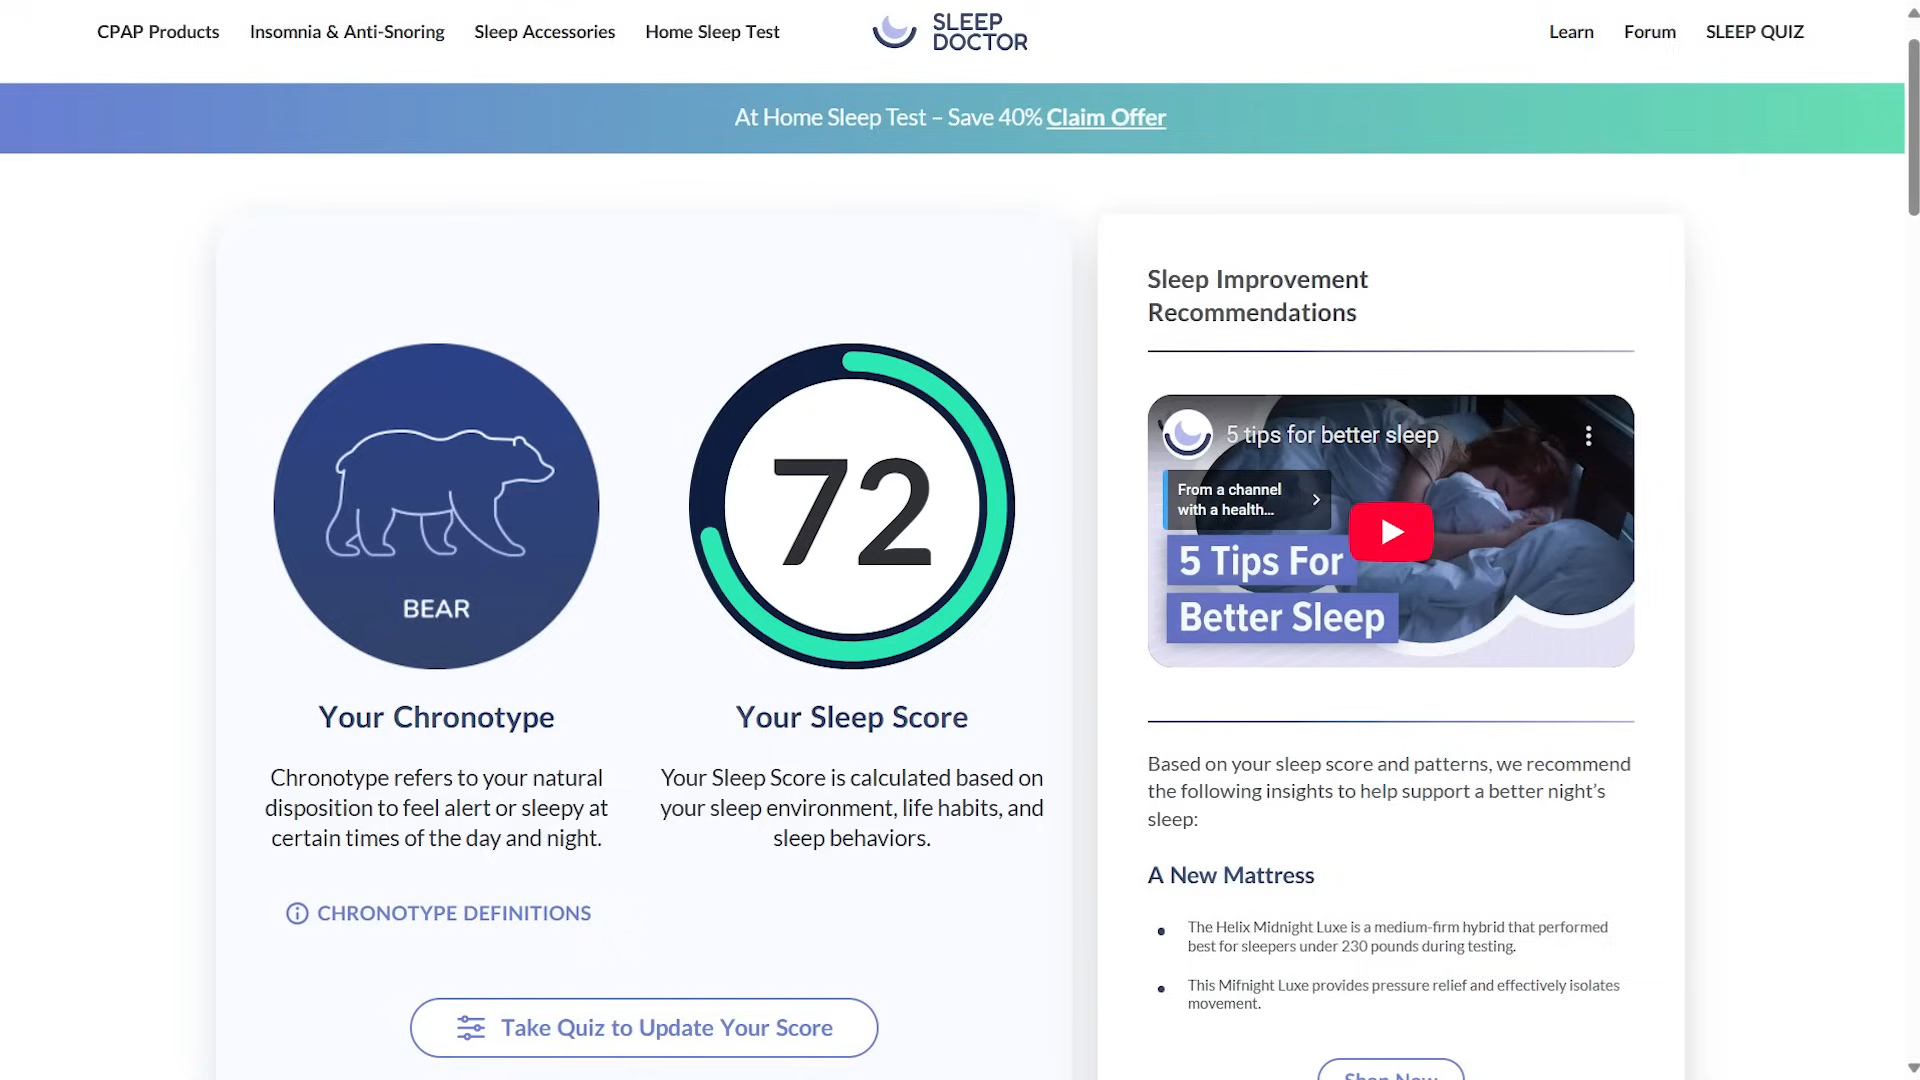 CPAP Products
Insomnia & Anti-Snoring
Sleep Accessories
Home Sleep Test
SLEEP
DOCTOR
Learn
Forum
SLEEP QUIZ
At Home Sleep Test – Save 40% Claim Offer
BEAR
Your Chronotype
Chronotype refers to your natural
disposition to feel alert or sleepy at
certain times of the day and night.
CHRONOTYPE DEFINITIONS
72
Your Sleep Score
Your Sleep Score is calculated based on
your sleep environment, life habits, and
sleep behaviors.
Take Quiz to Update Your Score
Sleep Improvement
Recommendations
5 tips for better sleep
From a channel
with a health...
5 Tips For
Better Sleep
Based on your sleep score and patterns, we recommend
the following insights to help support a better night’s
sleep:
A New Mattress
The Helix Midnight Luxe is a medium-firm hybrid that performed
best for sleepers under 230 pounds during testing.
This Mifnight Luxe provides pressure relief and effectively isolates
movement.
Shop Now